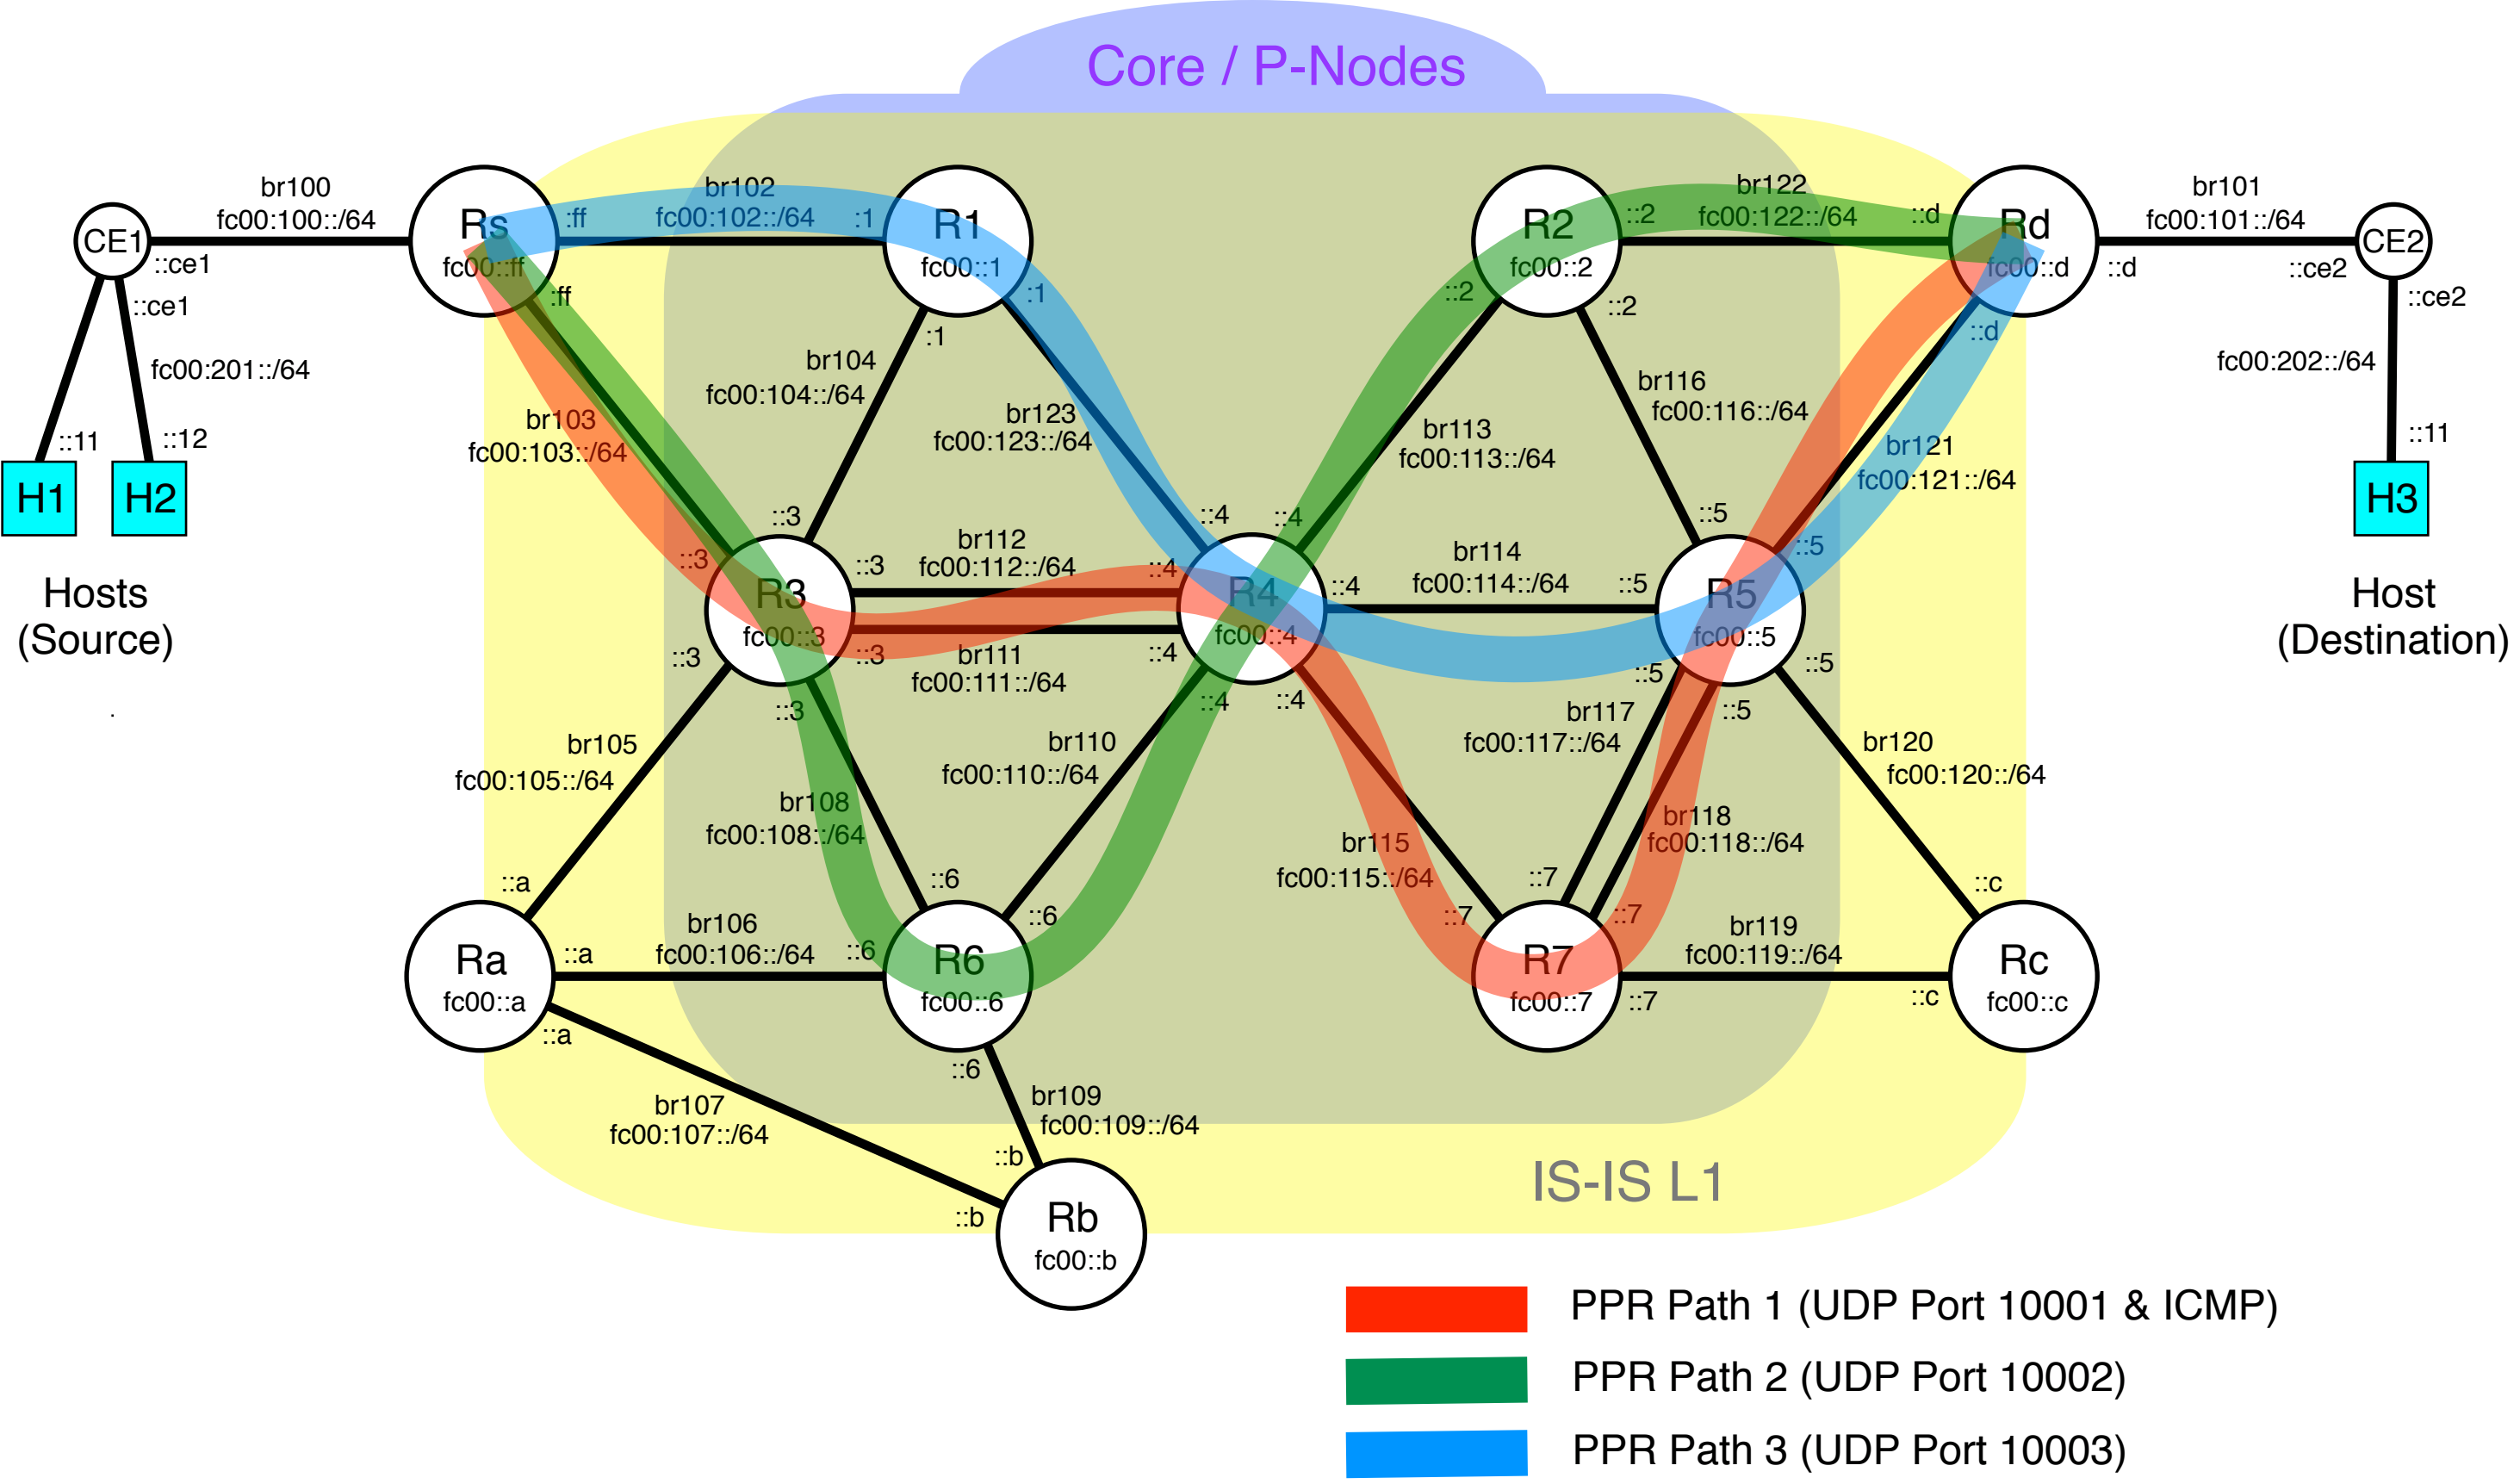 Core / P-Nodes
br100
fc00:100::/64
Rs
fc00::ff
:ff
:ff
br102
fc00:102::/64
:1
R1
fc00::1
:1
:1
R2
fc00::2
::2
::2
::2
br122
fc00:122::/64
::d
Rd
fc00::d
::d
::d
br101
fc00:101::/64
::ce2
CE2
::ce2
CE1
::ce1
::ce1
fc00:201::/64
::11
::12
H1
H2
Hosts
(Source)
.
br103
fc00:103::/64
br104
fc00:104::/64
br123
fc00:123::/64
br113
fc00:113::/64
br116
fc00:116::/64
br121
fc00:121::/64
fc00:202::/64
::11
H3
Host
(Destination)
::3
::3
::3
R3
fc00::3
::3
::3
::3
br112
fc00:112::/64
::4
::4
::4
br111
fc00:111::/64
::4
R4
fc00::4
::4
::4
::4
br114
fc00:114::/64
::5
::5
::5
R5
fc00::5
::5
::5
::5
br105
fc00:105::/64
br108
fc00:108::/64
br110
fc00:110::/64
br115
fc00:115::/64
br117
fc00:117::/64
br118
fc00:118::/64
br120
fc00:120::/64
::a
Ra
fc00::a
::a
::a
br106
fc00:106::/64
::6
::6
::6
R6
fc00::6
::6
::7
::7
::7
R7
fc00::7
::7
br119
fc00:119::/64
::c
::c
Rc
fc00::c
br107
fc00:107::/64
br109
fc00:109::/64
::b
::b
Rb
fc00::b
IS-IS L1
PPR Path 1 (UDP Port 10001 & ICMP)
PPR Path 2 (UDP Port 10002)
PPR Path 3 (UDP Port 10003)